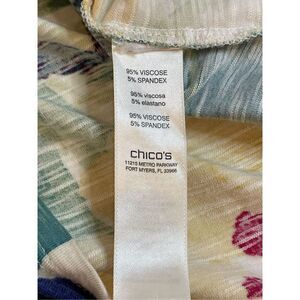 95% VISCOSE
5% SPANDEX
95% viscosa
5% elastano
95% VISCOSE
5% SPANDEX
chico's
11215 METRO PARKWAY
FORT MYERS, FL 33966